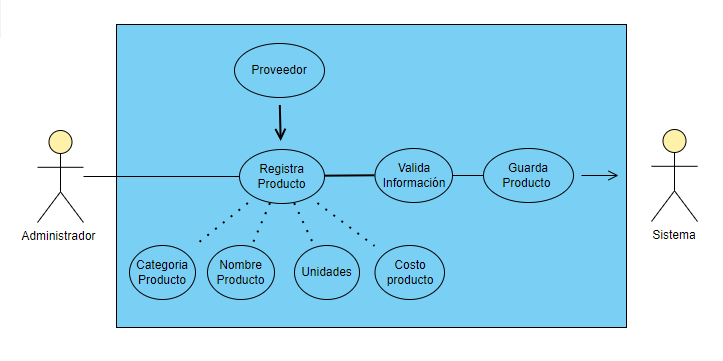 Proveedor
Registra
Producto
Valida
Información
Guarda
Producto
Administrador
Sistema
Categoria
Producto
Nombre
Producto
Unidades
Costo
producto